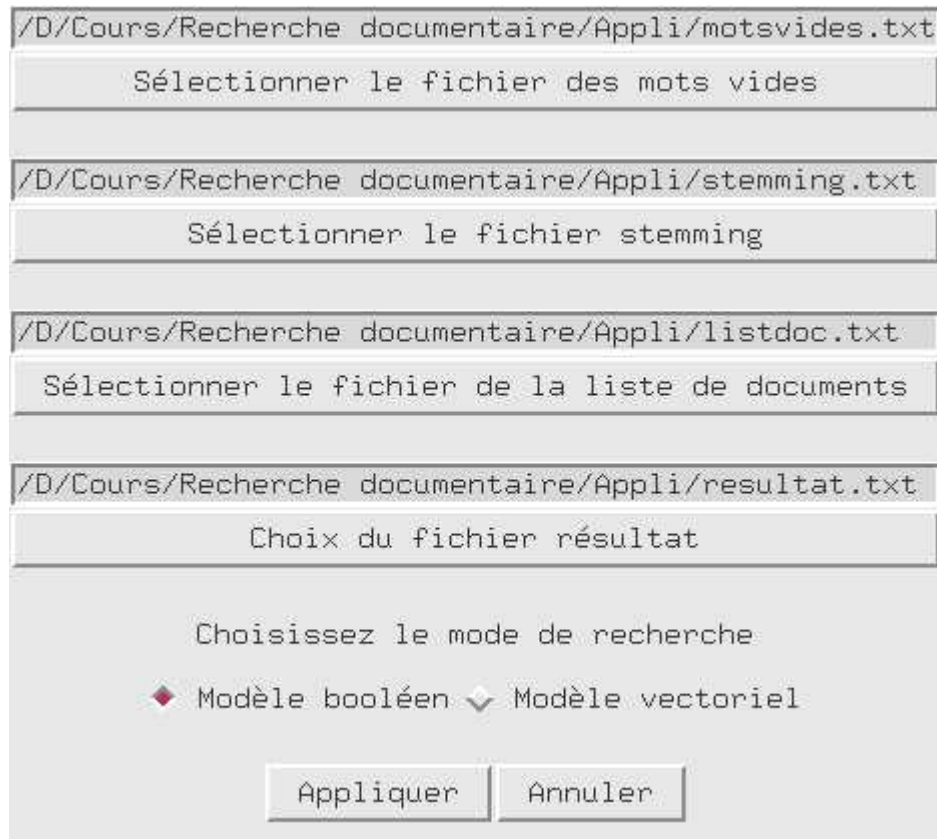 /D/Cours/Recherche documentaire/Appli/motsvides.txt
Sélectionner le fichier des mots vides
/D/Cours/Recherche documentaire/Appli/stemming.txt
Sélectionner le fichier stemming
/D/Cours/Recherche documentaire/Appli/listdoc.txt
Sélectionner le fichier de la liste de documents
/D/Cours/Recherche documentaire/Appli/resultat.txt
Choix du fichier résultat
Choisissez le mode de recherche
Modèle booléen Modèle vectoriel
Appliquer Annuler